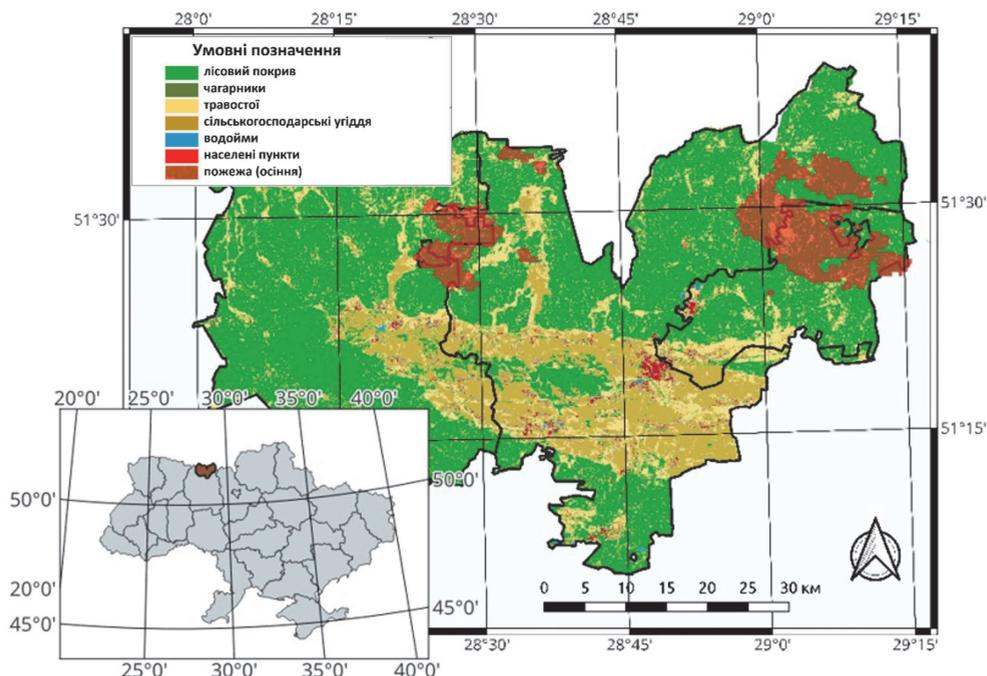 28°0' 28°15' 28°30' 28°45' 29°0' 29°15'
Умовні позначення
лісовий покрив
чагарники
травостої
сільськогосподарські угіддя
водойми
населені пункти
пожежа (осіння)
51°30' 51°30'
20°0' 25°0' 30°0' 35°0' 40°0'
51°15'
50°0' 50°0'
0 5 10 15 20 25 30 км
20°0'
45°0' 45°0'
28°30' 28°45' 29°0' 29°15'
25°0' 30°0' 35°0' 40°0'